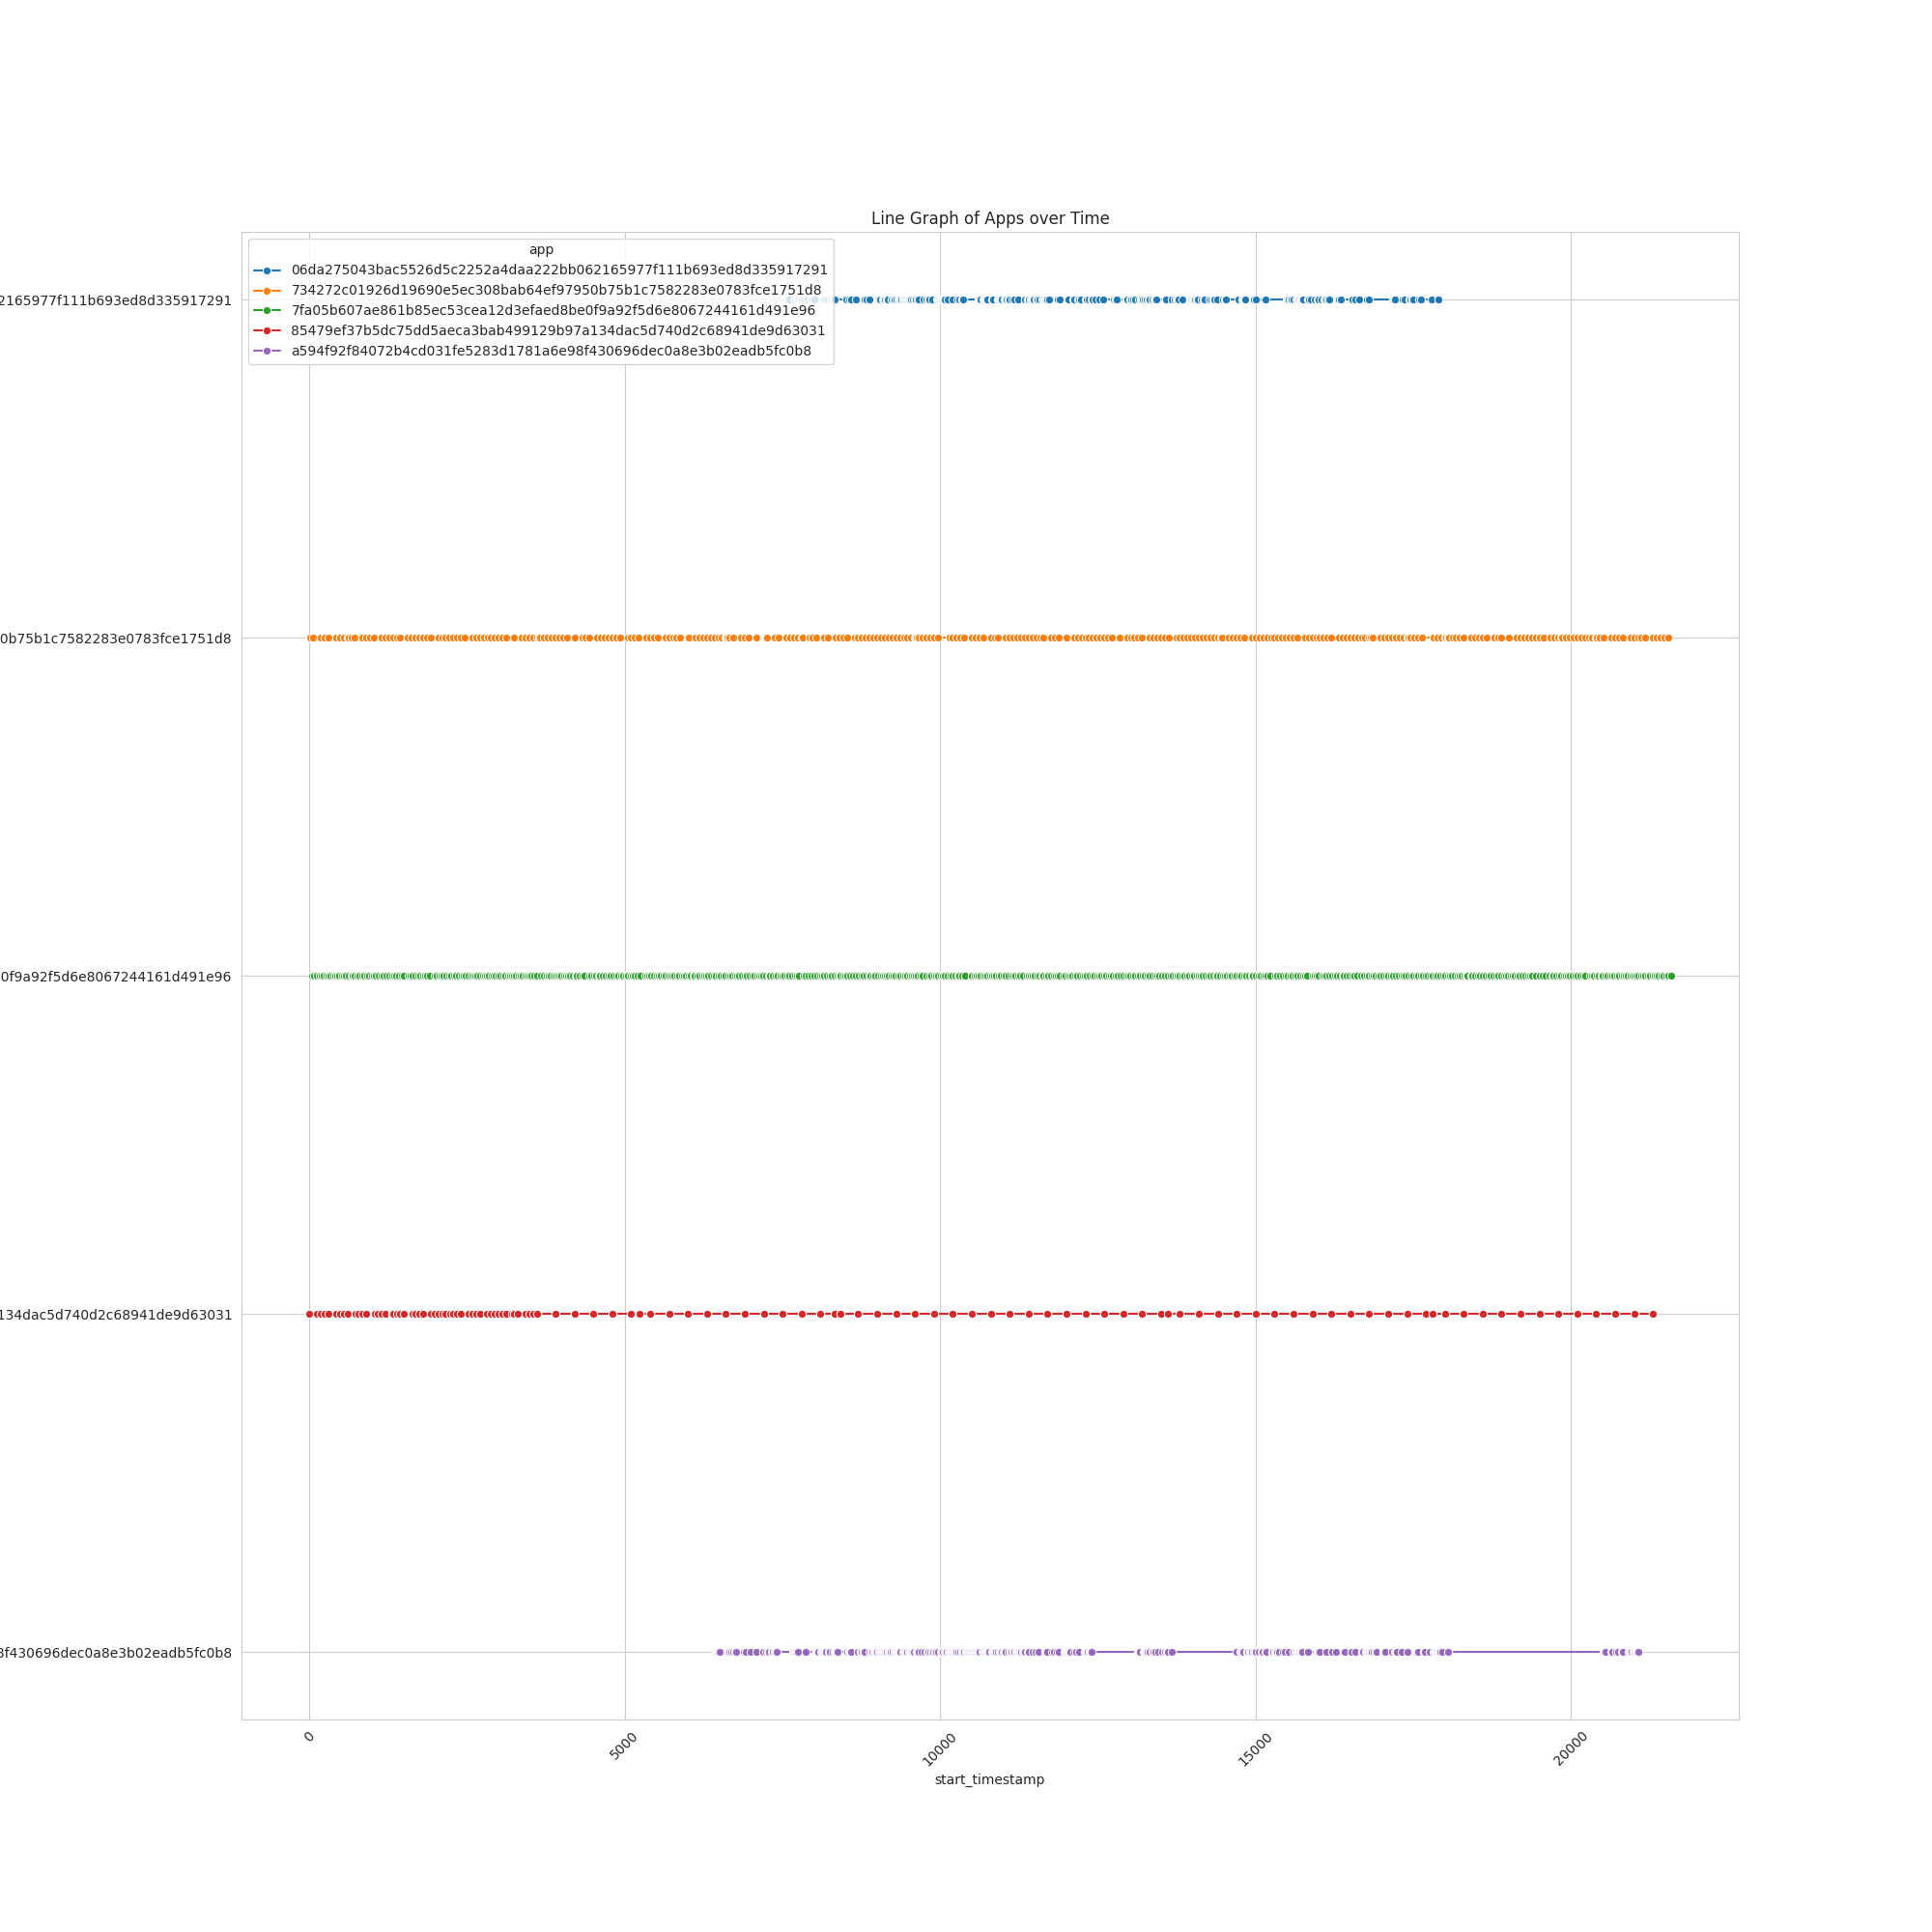 Line Graph of Apps over Time
app
06da275043bac5526d5c2252a4daa222bb062165977f111b693ed8d335917291
734272c01926d19690e5ec308bab64ef97950b75b1c7582283e0783fce1751d8
7fa05b607ae861b85ec53cea12d3efaed8be0f9a92f5d6e8067244161d491e96
85479ef37b5dc75dd5aeca3bab499129b97a134dac5d740d2c68941de9d63031
a594f92f84072b4cd031fe5283d1781a6e98f430696dec0a8e3b02eadb5fc0b8
2165977f111b693ed8d335917291
0b75b1c7582283e0783fce1751d8
0f9a92f5d6e8067244161d491e96
134dac5d740d2c68941de9d63031
8f430696dec0a8e3b02eadb5fc0b8
0
5000
10000
15000
20000
start_timestamp